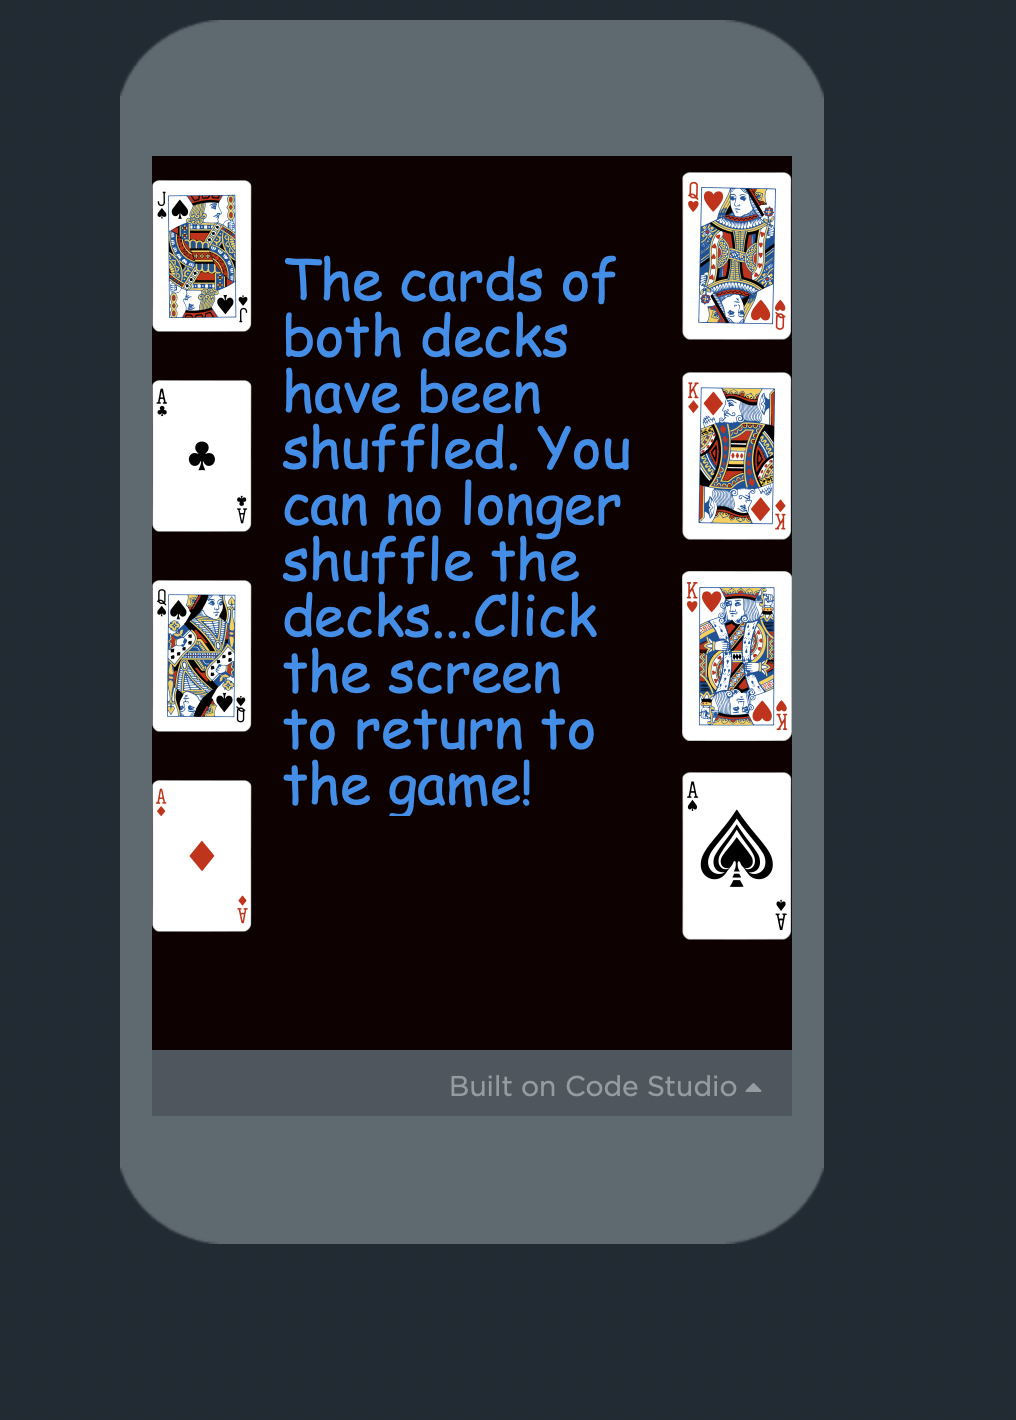 J
J
Q
Q
The cards of
both decks
have been
shuffled. You
can no longer
shuffle the
decks...Click
the screen
to return to
the game!
A
A
K
K
Q
Q
K
K
A
A
A
A
Built on Code Studio